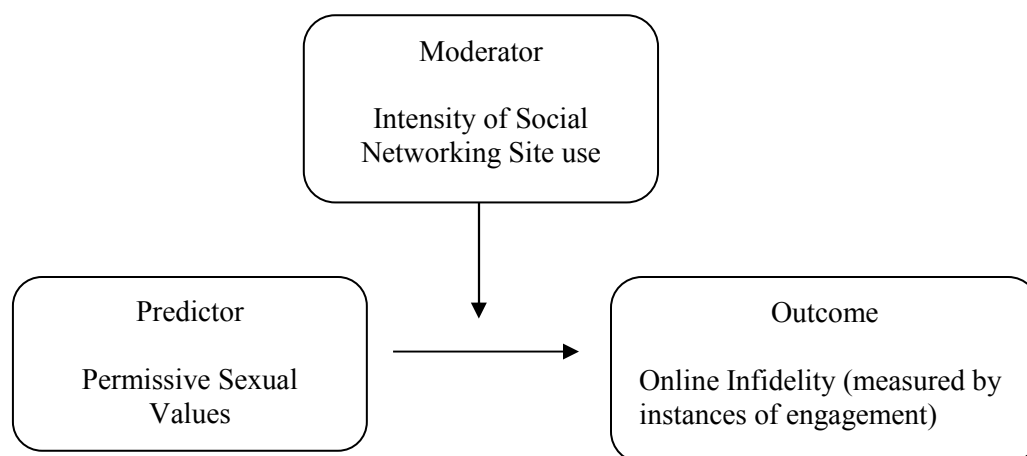 Moderator
Intensity of Social
Networking Site use
Predictor
Permissive Sexual
Values
Outcome
Online Infidelity (measured by
instances of engagement)